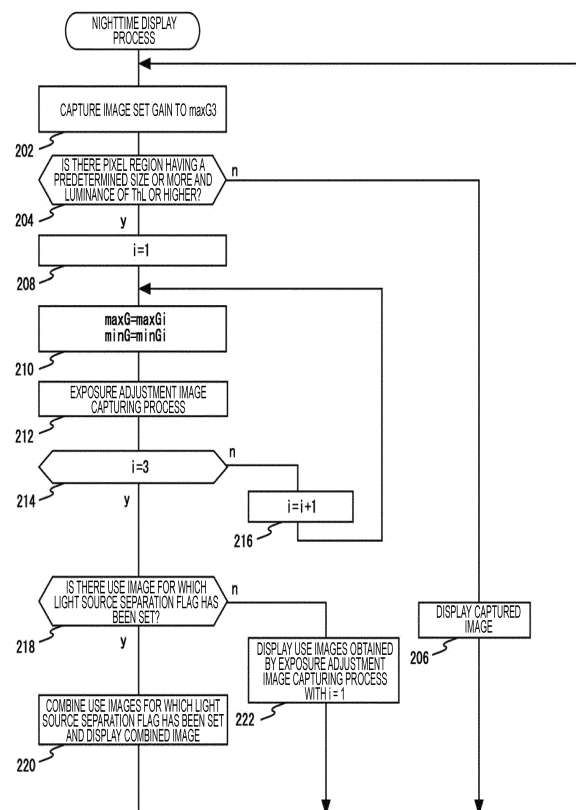 NIGHTTIME DISPLAY
PROCESS
CAPTURE IMAGE SET GAIN TO maxG3
202
IS THERE PIXEL REGION HAVING A
PREDETERMINED SIZE OR MORE AND
LUMINANCE OF ThL OR HIGHER?
n
204
y
i=1
208
maxG=maxGi
minG=minGi
210
EXPOSURE ADJUSTMENT IMAGE
CAPTURING PROCESS
212
i=3
n
214
y
i=i+1
216
IS THERE USE IMAGE FOR WHICH
LIGHT SOURCE SEPARATION FLAG HAS
BEEN SET?
n
218
y
DISPLAY CAPTURED
IMAGE
206
DISPLAY USE IMAGES OBTAINED
BY EXPOSURE ADJUSTMENT
IMAGE CAPTURING PROCESS
WITH i = 1
222
COMBINE USE IMAGES FOR WHICH LIGHT
SOURCE SEPARATION FLAG HAS BEEN SET
AND DISPLAY COMBINED IMAGE
220